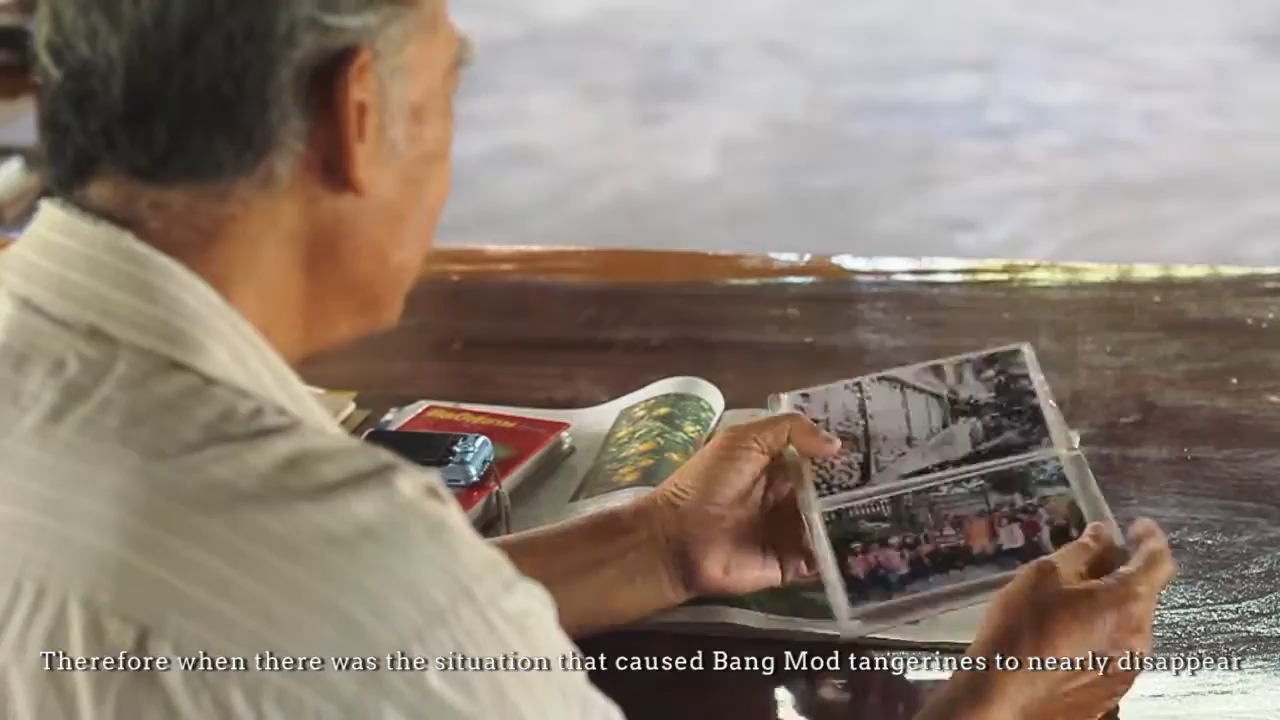 Therefore when there was the situation that caused Bang Mod tangerines to nearly disappear